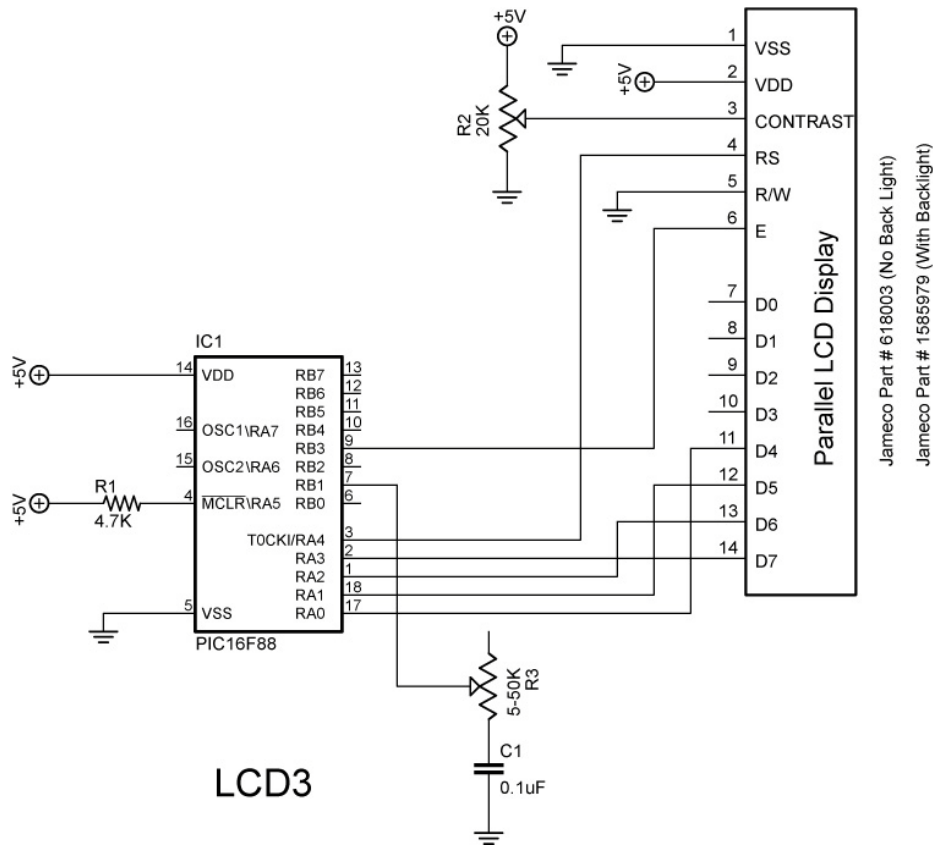 +5V
1 VSS
+5V
2 VDD
R2
20K
3 CONTRAST
4 RS
5 R/W
6 E
7 D0
8 D1
9 D2
10 D3
11 D4
12 D5
13 D6
14 D7
Parallel LCD Display
Jameco Part # 618003 (No Back Light)
Jameco Part # 1585979 (With Backlight)
IC1
+5V
14 VDD
RB7 13
RB6 12
RB5 11
16 OSC1\RA7
RB4 10
RB3 9
15 OSC2\RA6
RB2 8
RB1 7
+5V
R1
4.7K
4 MCLR\RA5
RB0 6
T0CKI/RA4 3
RA3 2
RA2 1
RA1 18
5 VSS
RA0 17
PIC16F88
5-50K
R3
C1
0.1uF
LCD3